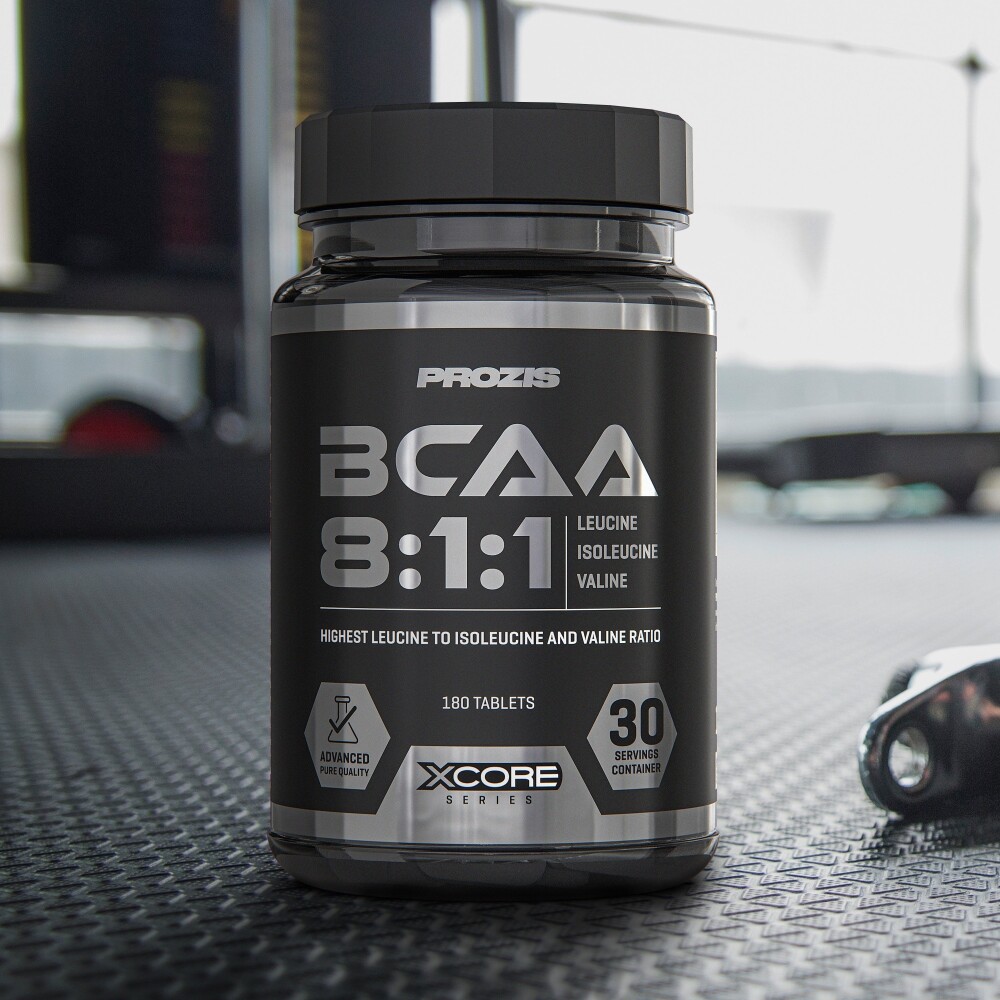 PROZIS
BCAA
8:1:1
LEUCINE
ISOLEUCINE
VALINE
HIGHEST LEUCINE TO ISOLEUCINE AND VALINE RATIO
180 TABLETS
ADVANCED
PURE QUALITY
30
SERVINGS
CONTAINER
XCORE
SERIES